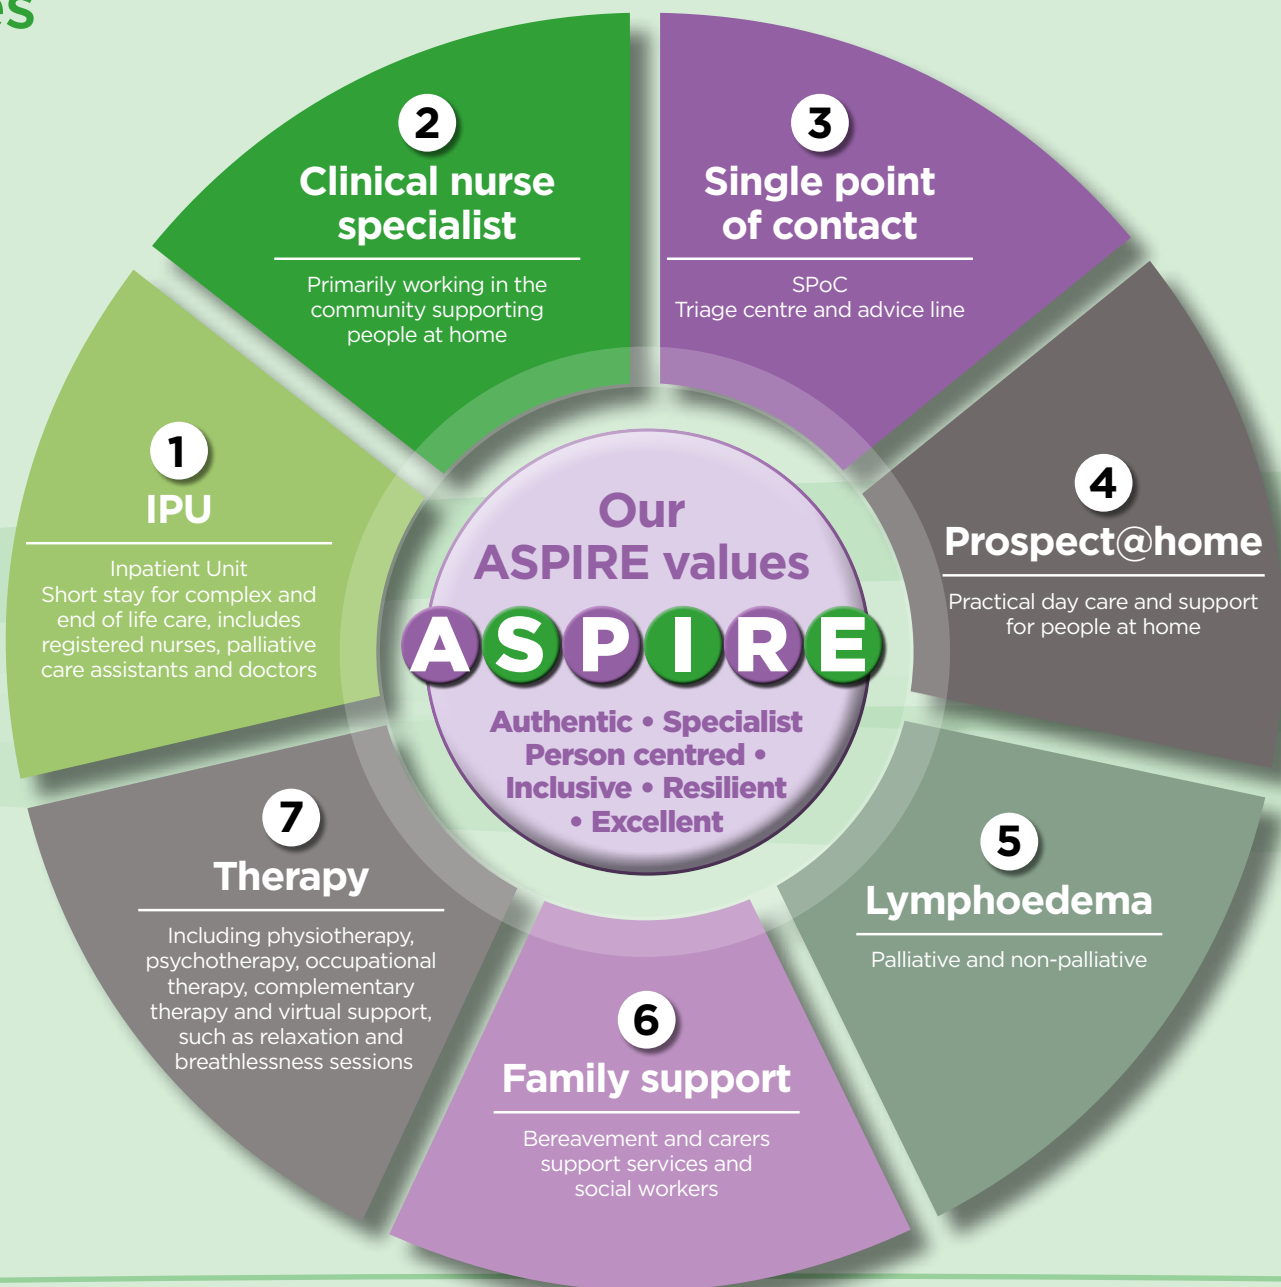 es
2
Clinical nurse
specialist
Primarily working in the
community supporting
people at home
3
Single point
of contact
SPoC
Triage centre and advice line
1
IPU
Inpatient Unit
Short stay for complex and
end of life care, includes
registered nurses, palliative
care assistants and doctors
4
Prospect@home
Practical day care and support
for people at home
Our
ASPIRE values
ASPIRE
Authentic • Specialist
Person centred •
Inclusive • Resilient
• Excellent
7
Therapy
Including physiotherapy,
psychotherapy, occupational
therapy, complementary
therapy and virtual support,
such as relaxation and
breathlessness sessions
5
Lymphoedema
Palliative and non-palliative
6
Family support
Bereavement and carers
support services and
social workers